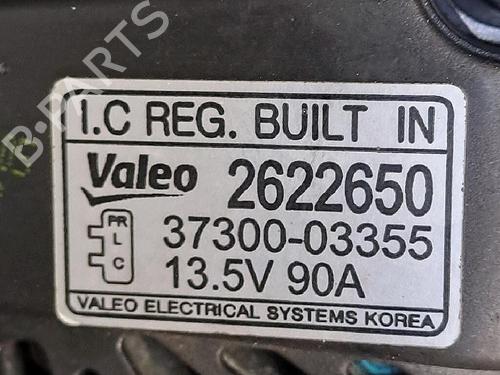 B-PARTS
I.C REG. BUILT IN
Valeo 2622650
PR
L
C
37300-03355
13.5V 90A
VALEO ELECTRICAL SYSTEMS KOREA